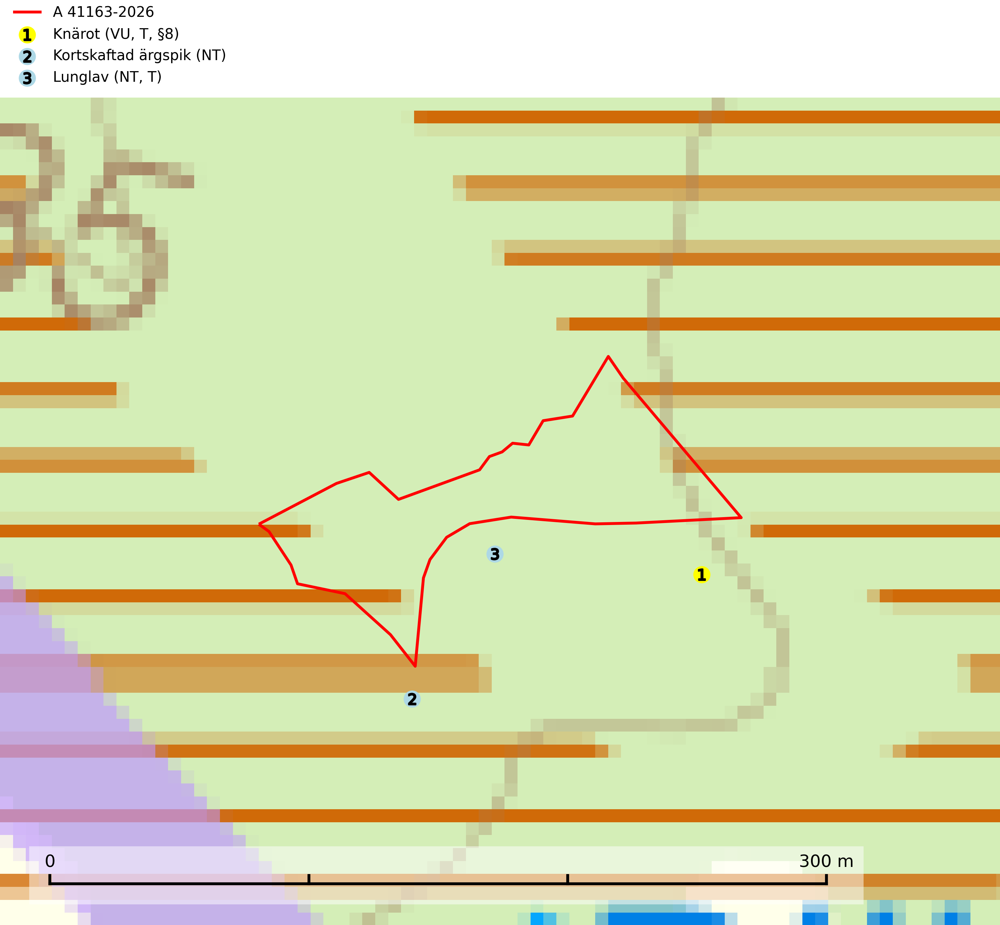 A 41163-2026
1 Knärot (VU, T, §8)
2 Kortskaftad ärgspik (NT)
3 Lunglav (NT, T)
3
1
2
0 300 m